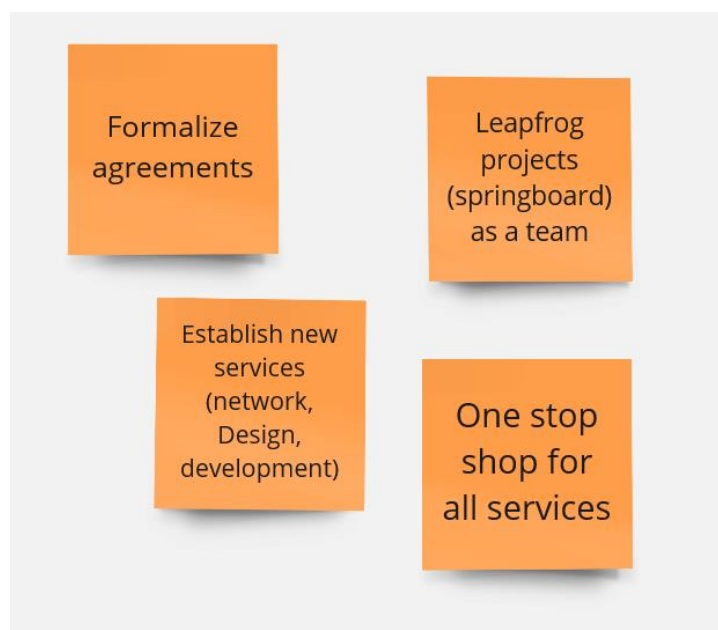 Formalize
agreements
Leapfrog
projects
(springboard)
as a team
Establish new
services
(network,
Design,
development)
One stop
shop for
all services